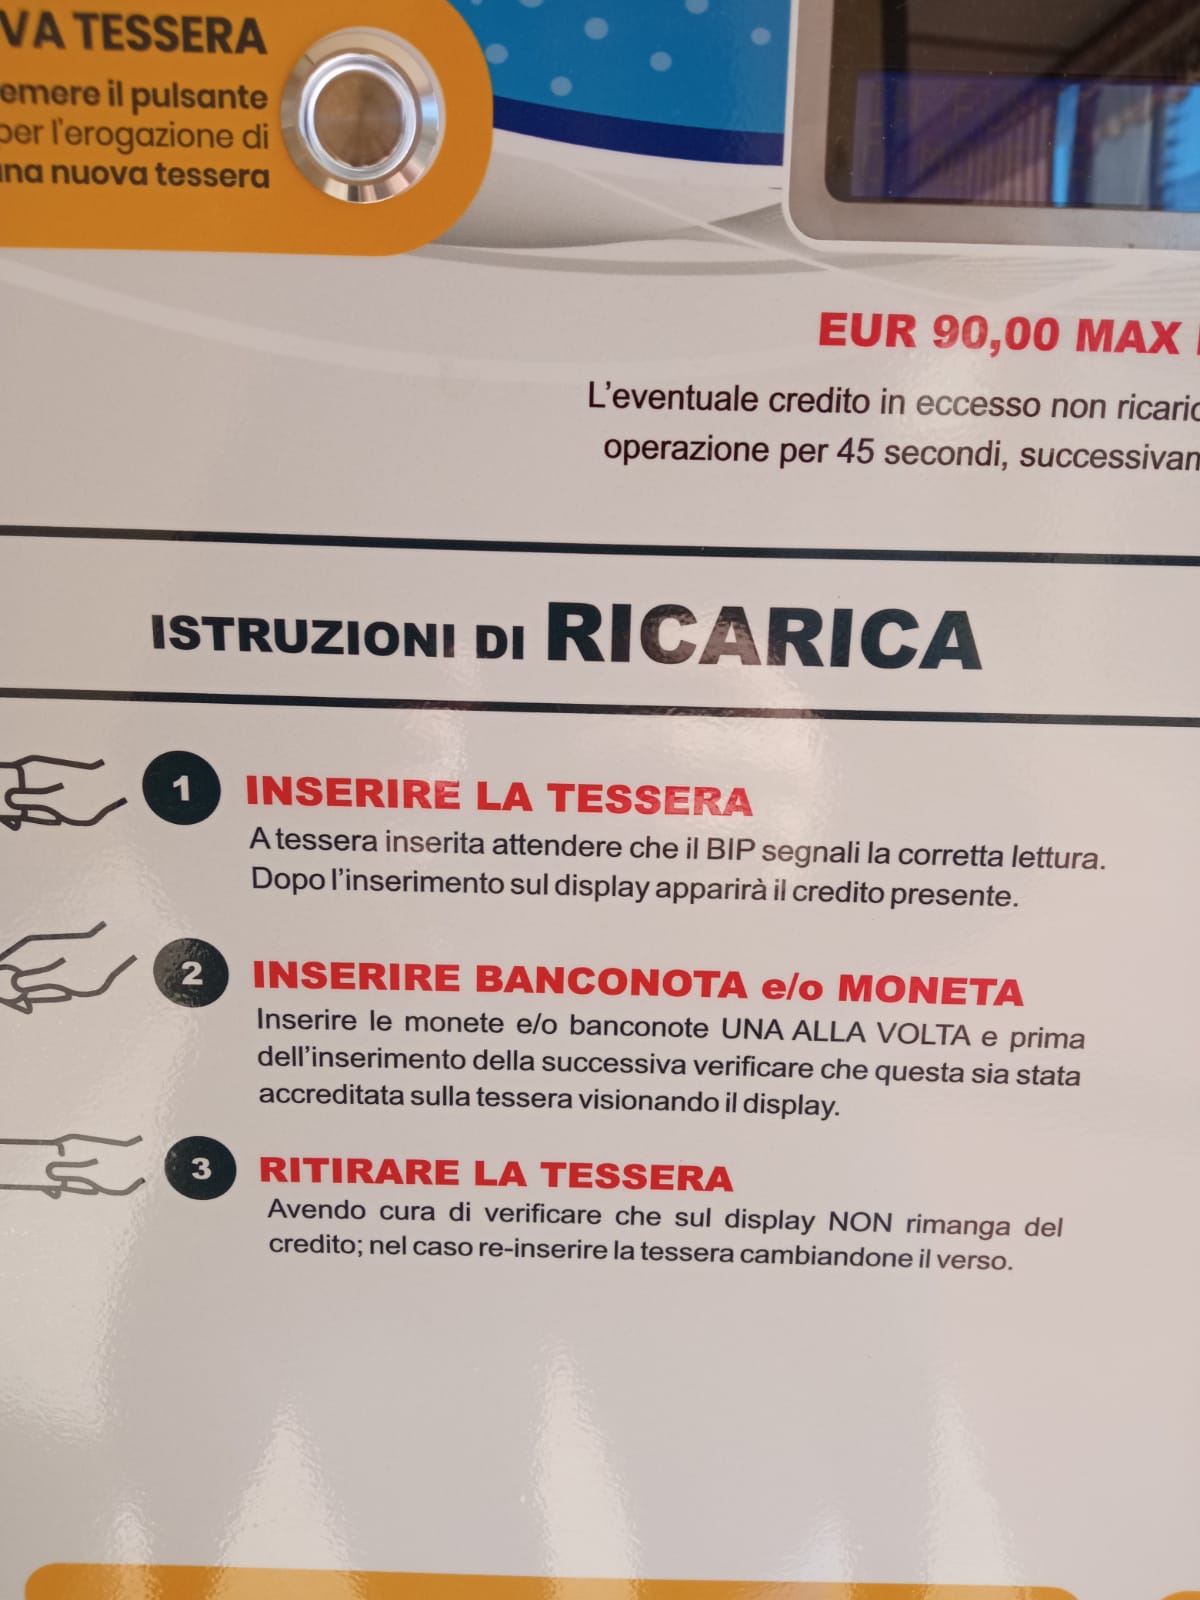 VA TESSERA
emere il pulsante
per l'erogazione di
una nuova tessera
EUR 90,00 MAX
L'eventuale credito in eccesso non ricaric
operazione per 45 secondi, successivam
ISTRUZIONI DI RICARICA
1 INSERIRE LA TESSERA
A tessera inserita attendere che il BIP segnali la corretta lettura.
Dopo l'inserimento sul display apparirà il credito presente.
2 INSERIRE BANCONOTA e/o MONETA
Inserire le monete e/o banconote UNA ALLA VOLTA e prima
dell'inserimento della successiva verificare che questa sia stata
accreditata sulla tessera visionando il display.
3 RITIRARE LA TESSERA
Avendo cura di verificare che sul display NON rimanga del
credito; nel caso re-inserire la tessera cambiandone il verso.